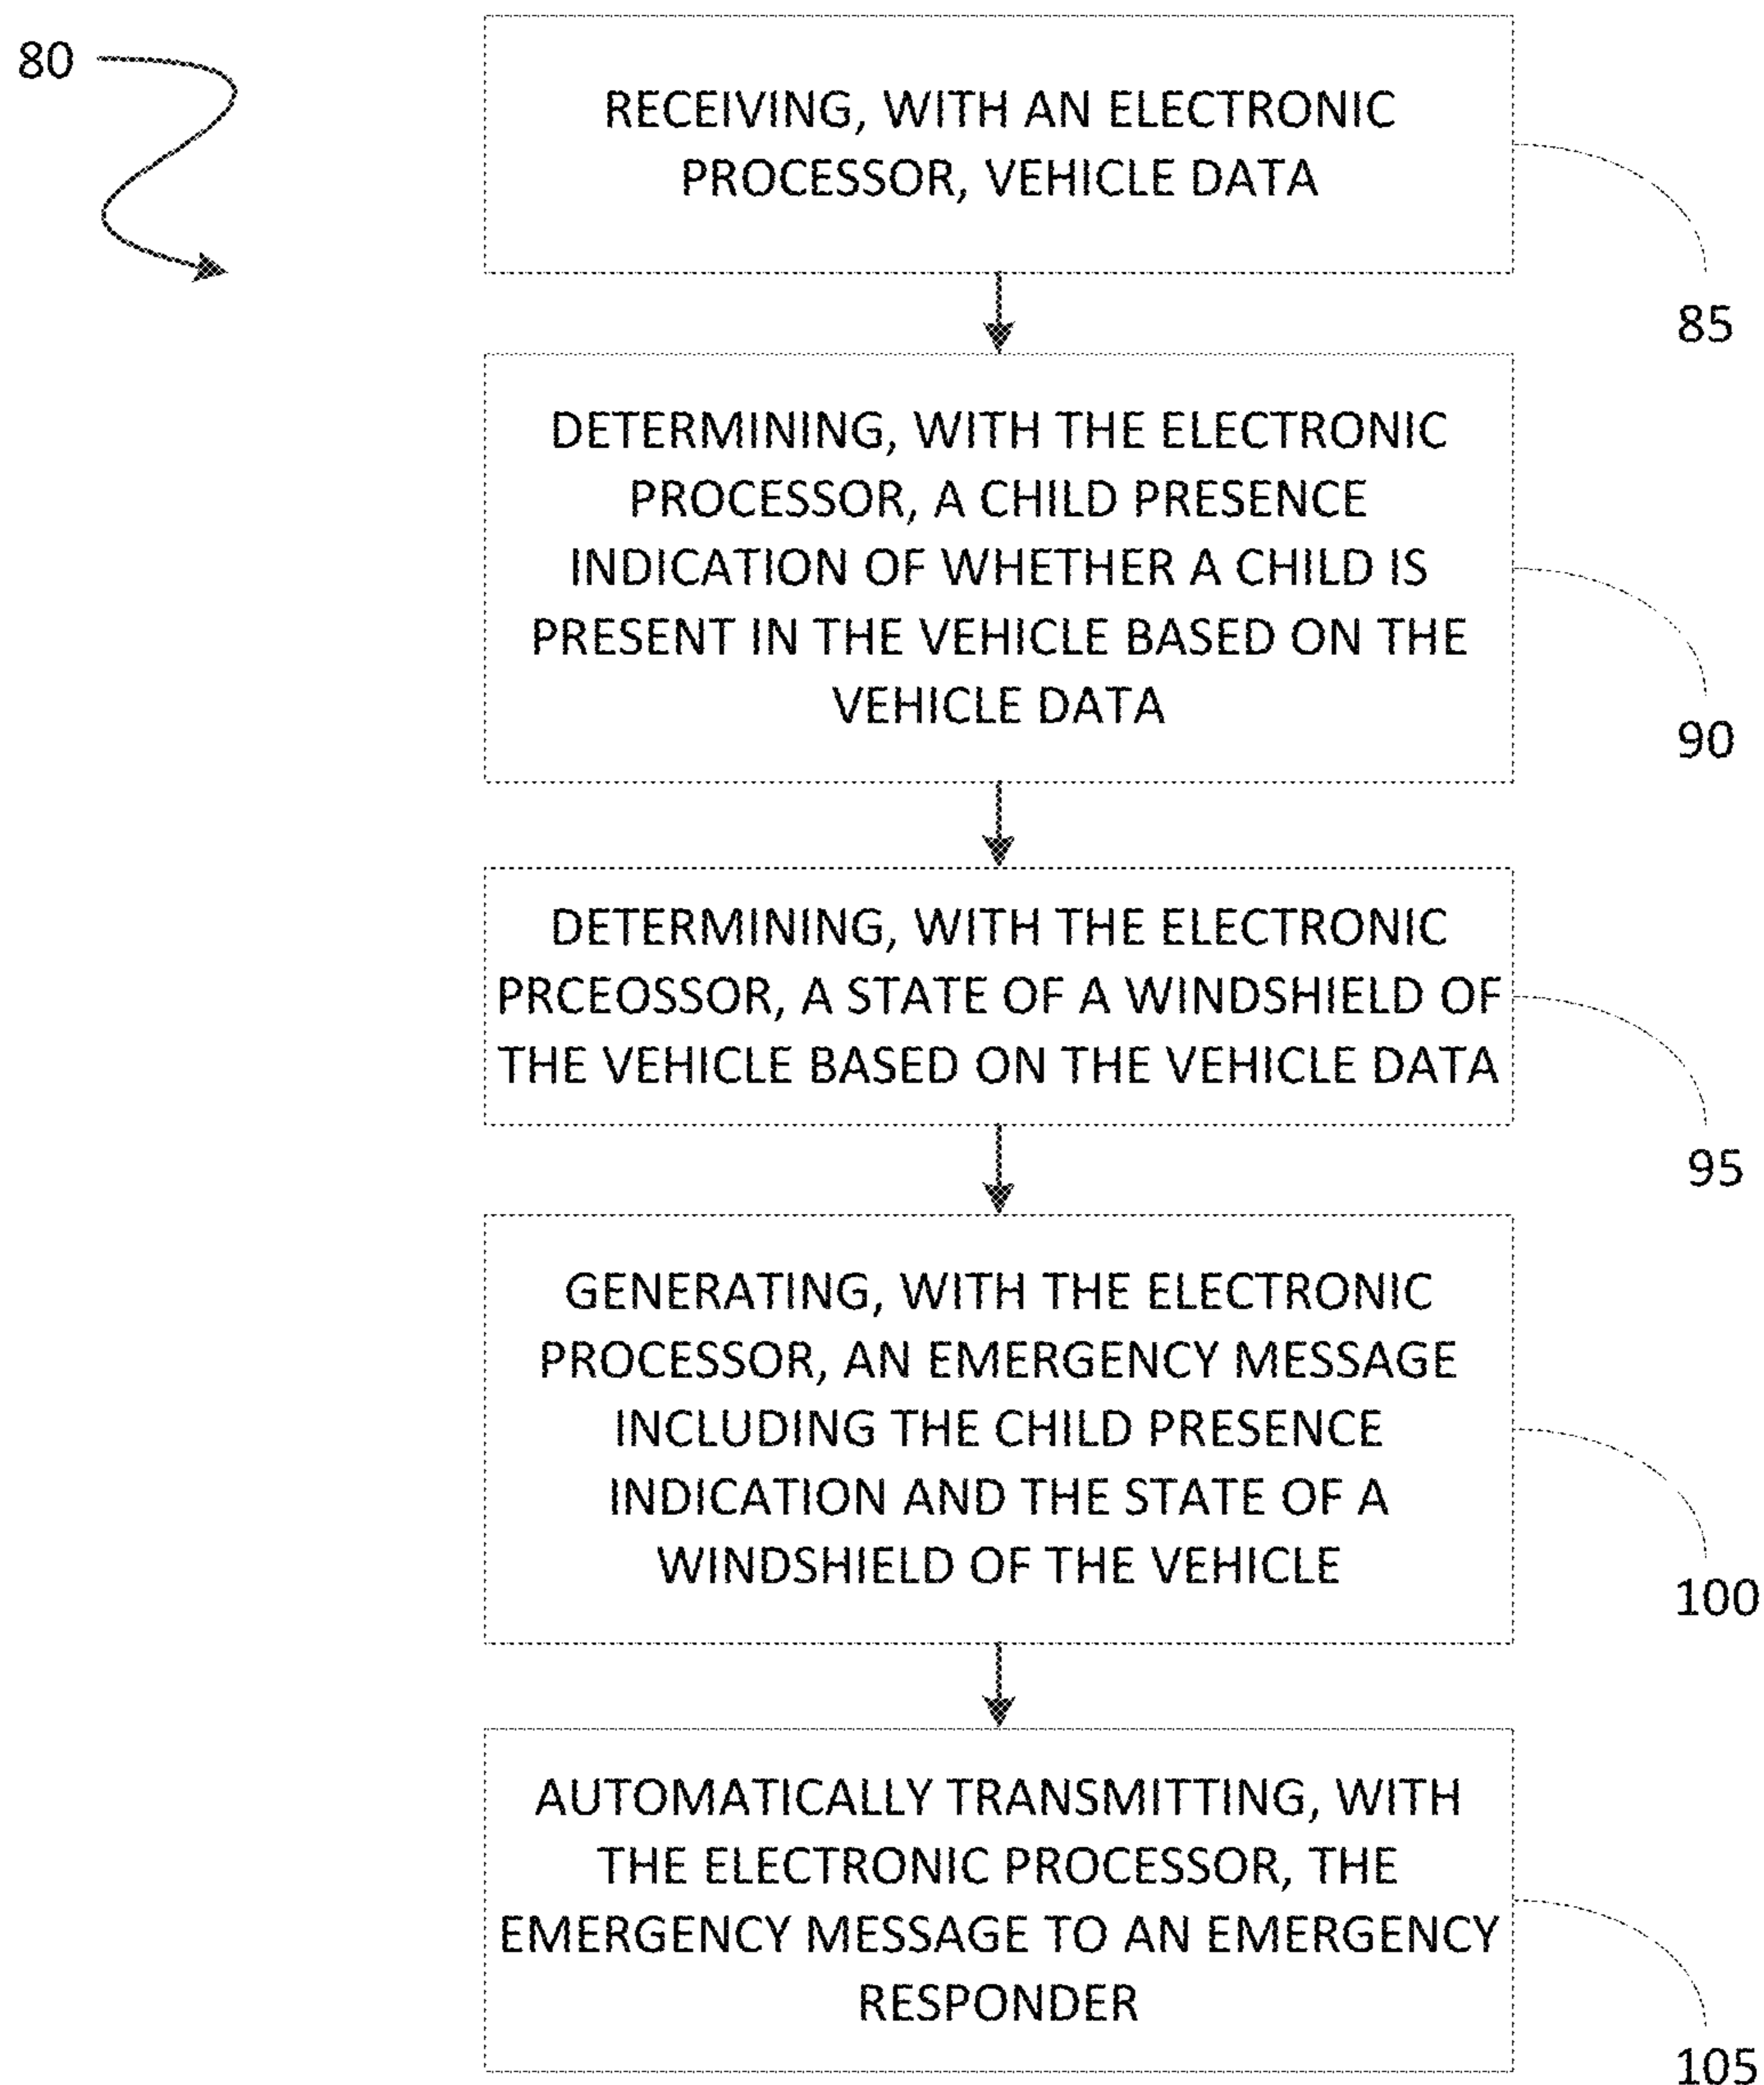 80
RECEIVING, WITH AN ELECTRONIC
PROCESSOR, VEHICLE DATA
85
DETERMINING, WITH THE ELECTRONIC
PROCESSOR, A CHILD PRESENCE
INDICATION OF WHETHER A CHILD IS
PRESENT IN THE VEHICLE BASED ON THE
VEHICLE DATA
90
DETERMINING, WITH THE ELECTRONIC
PRCEOSSOR, A STATE OF A WINDSHIELD OF
THE VEHICLE BASED ON THE VEHICLE DATA
95
GENERATING, WITH THE ELECTRONIC
PROCESSOR, AN EMERGENCY MESSAGE
INCLUDING THE CHILD PRESENCE
INDICATION AND THE STATE OF A
WINDSHIELD OF THE VEHICLE
100
AUTOMATICALLY TRANSMITTING, WITH
THE ELECTRONIC PROCESSOR, THE
EMERGENCY MESSAGE TO AN EMERGENCY
RESPONDER
105